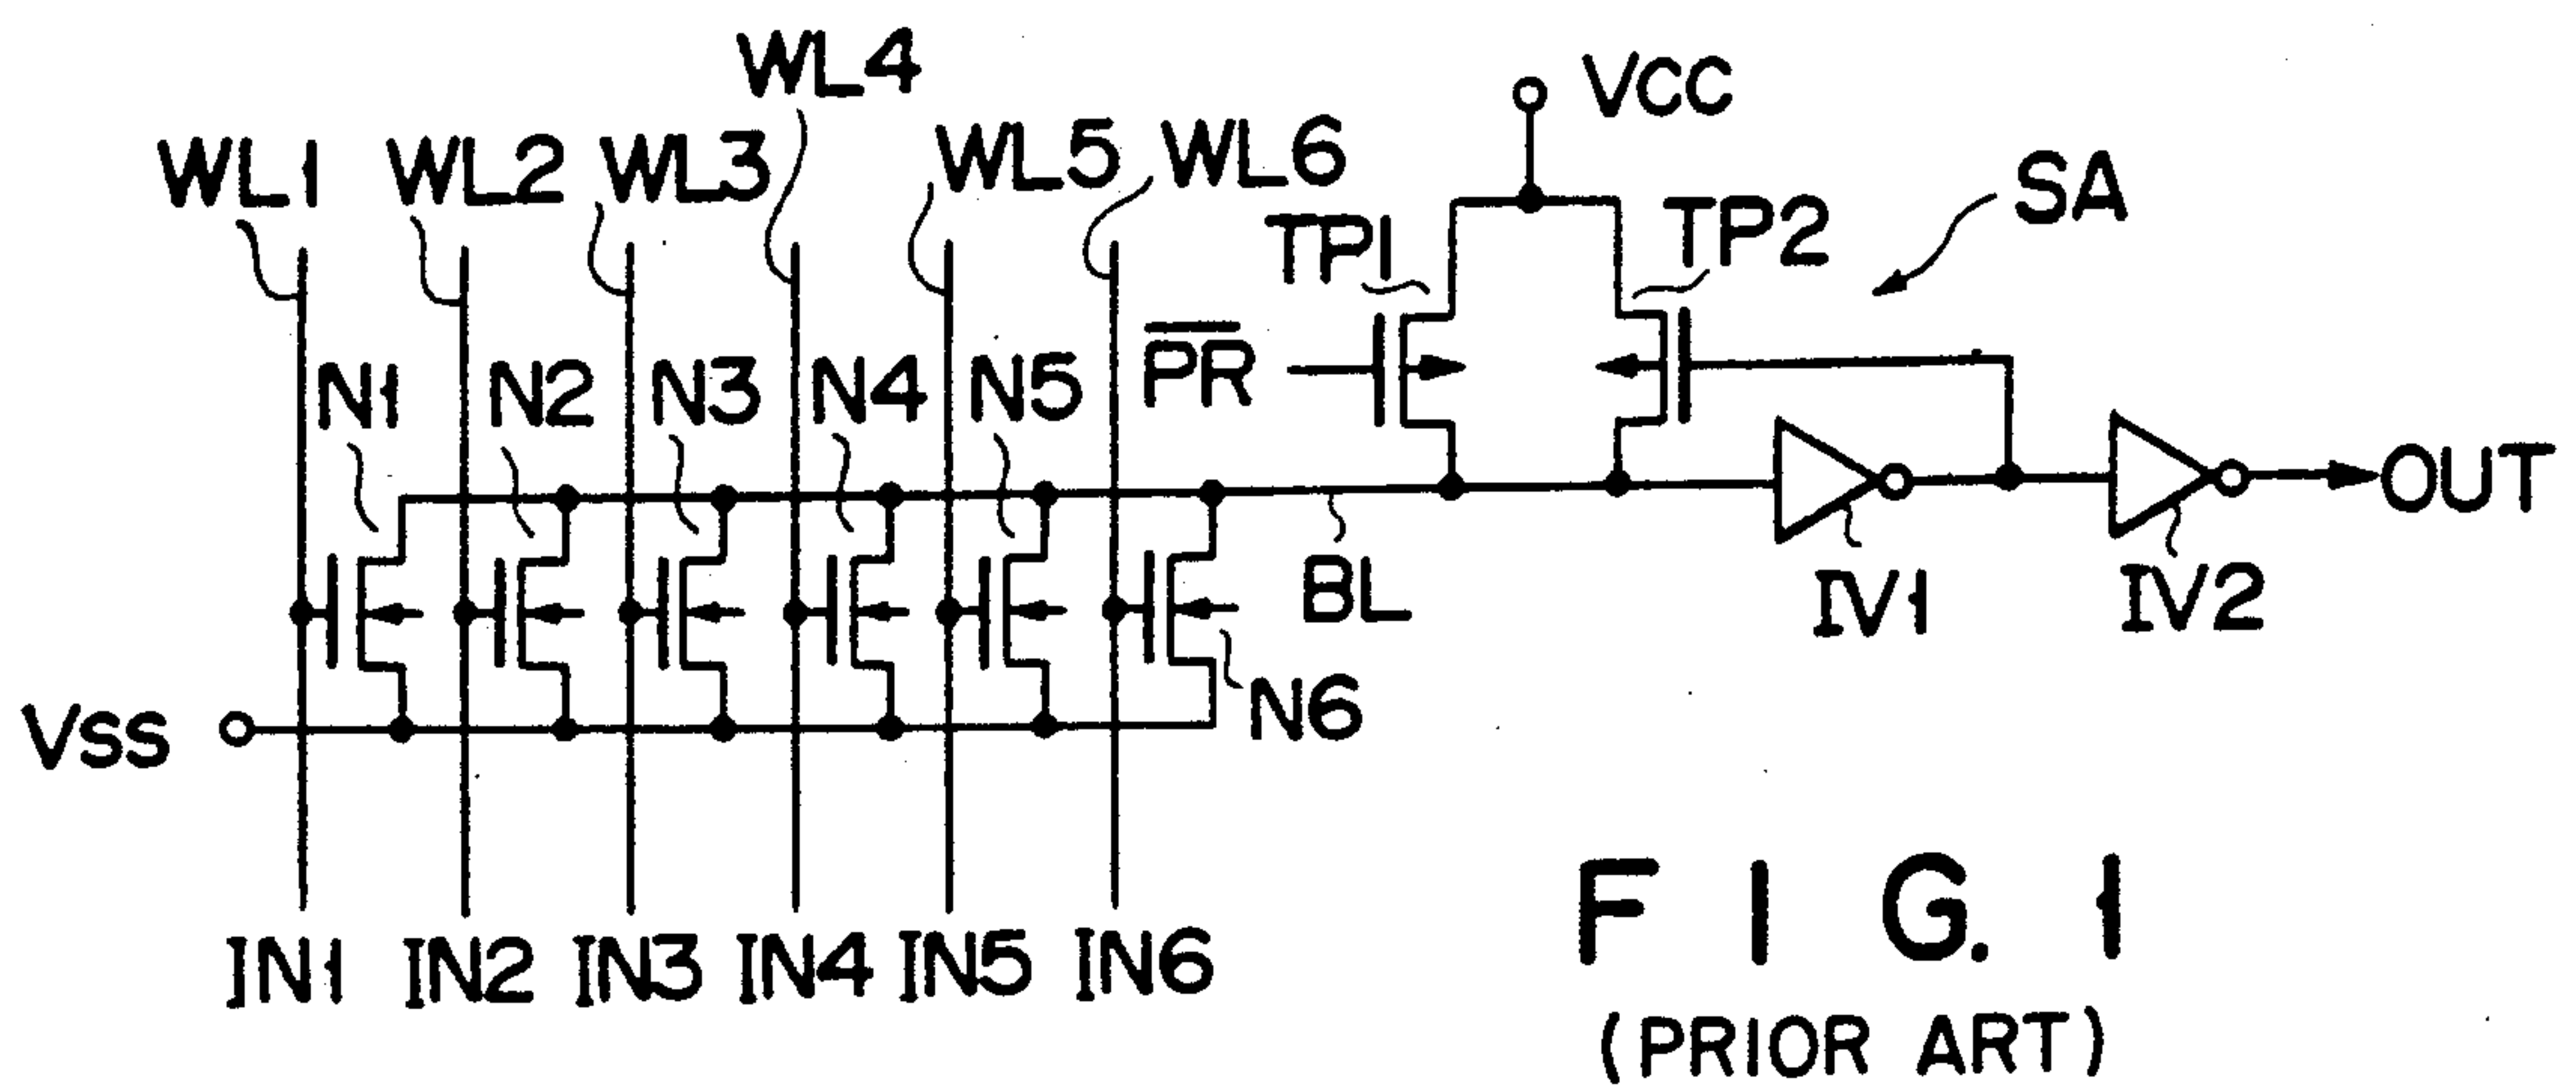 WL4
VCC
WL1 WL2 WL3 WL5 WL6
SA
TP1 TP2
PR
N1 N2 N3 N4 N5
OUT
BL
IV1 IV2
N6
VSS
IN1 IN2 IN3 IN4 IN5 IN6
FIG. 1
(PRIOR ART)